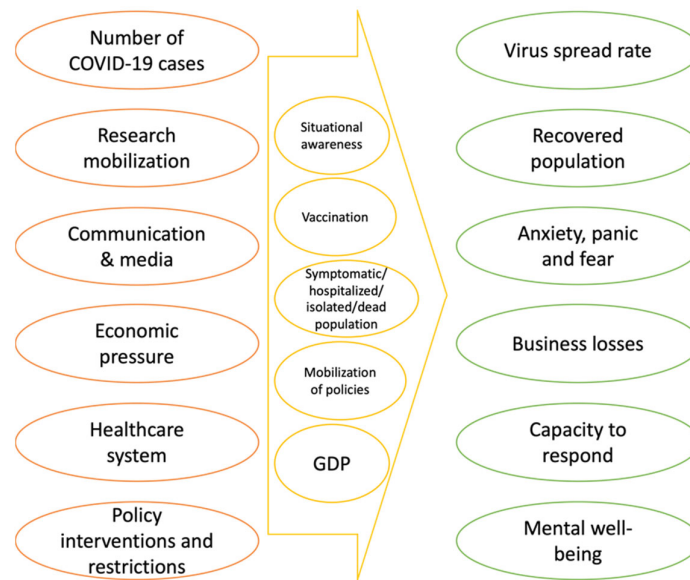 Number of
COVID-19 cases
Research
mobilization
Communication
& media
Economic
pressure
Healthcare
system
Policy
interventions and
restrictions
Situational
awareness
Vaccination
Symptomatic/
hospitalized/
isolated/dead
population
Mobilization
of policies
GDP
Virus spread rate
Recovered
population
Anxiety, panic
and fear
Business losses
Capacity to
respond
Mental well-
being